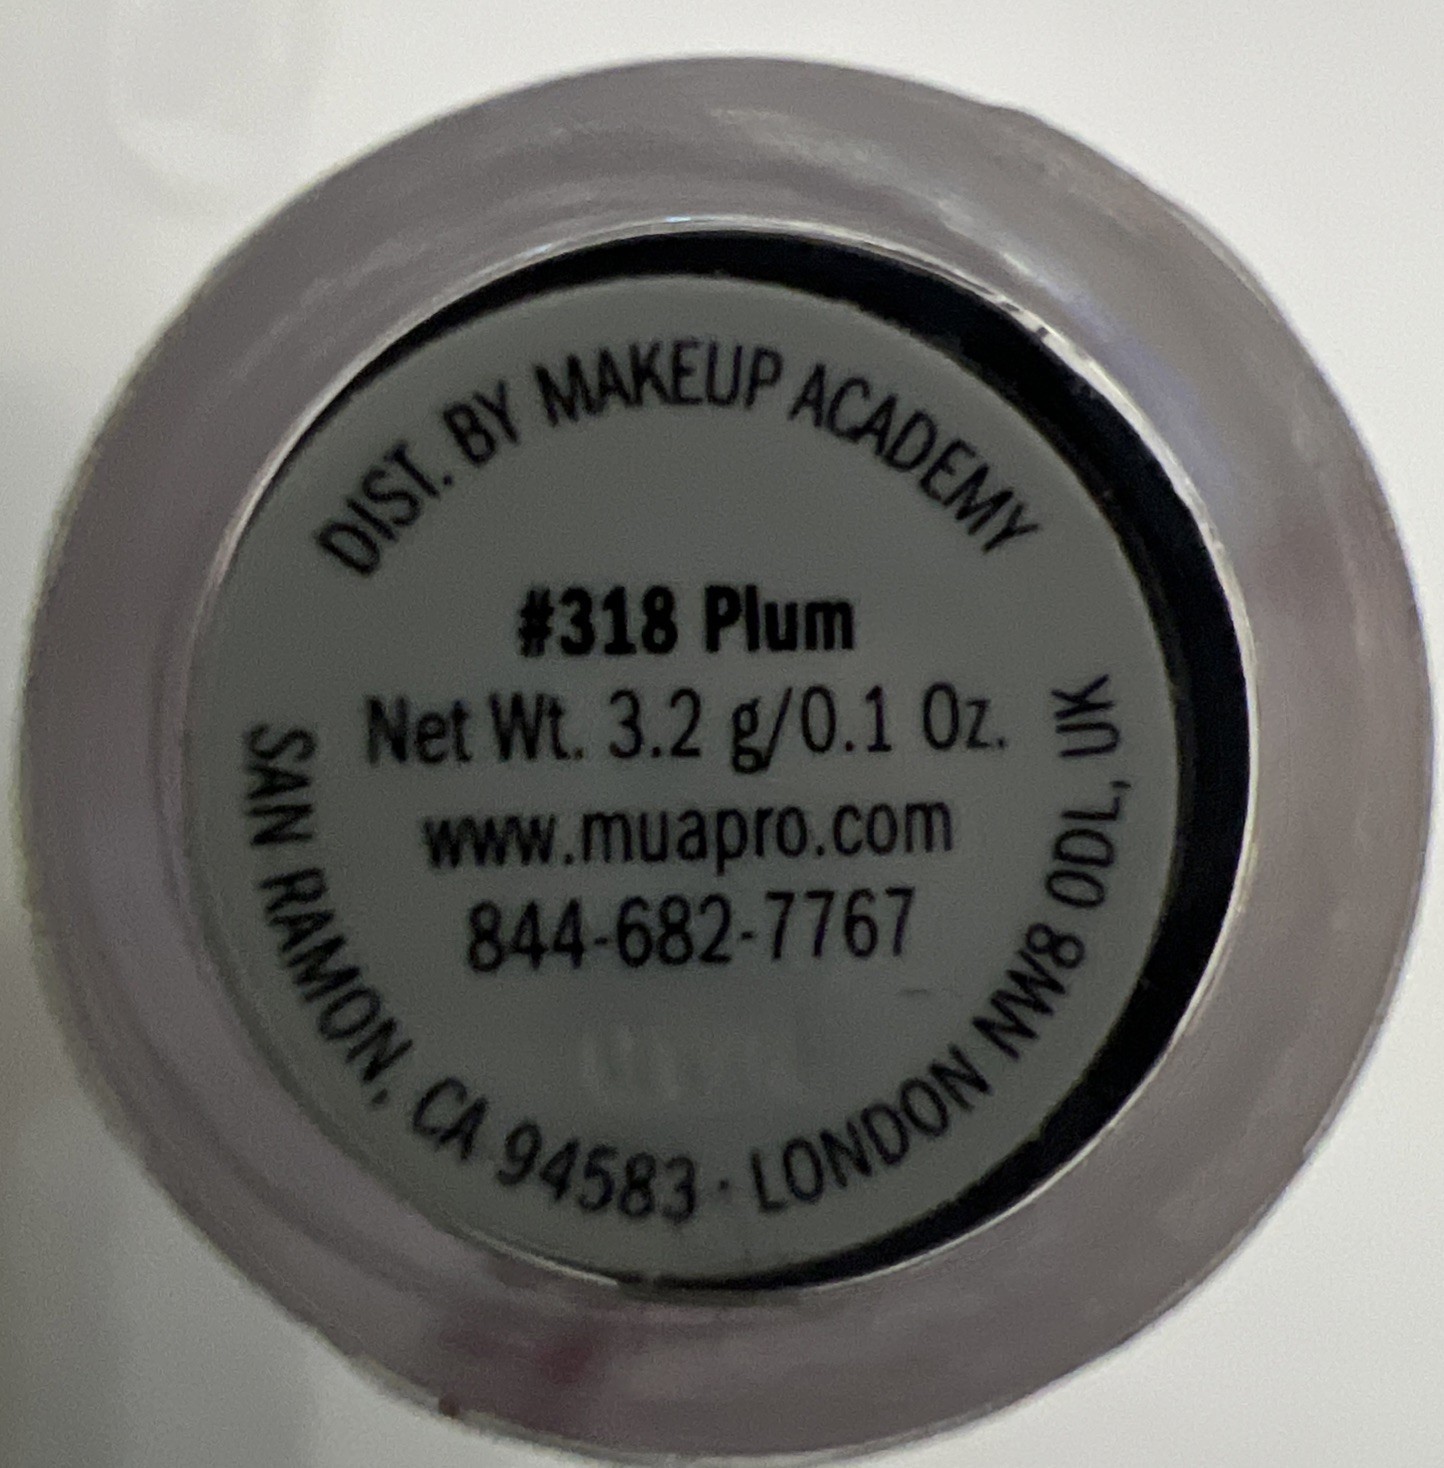 DIST. BY MAKEUP ACADEMY
#318 Plum
Net Wt. 3.2 g/0.1 Oz.
www.muapro.com
844-682-7767
SAN RAMON, CA 94583 · LONDON NW8 0DL, UK